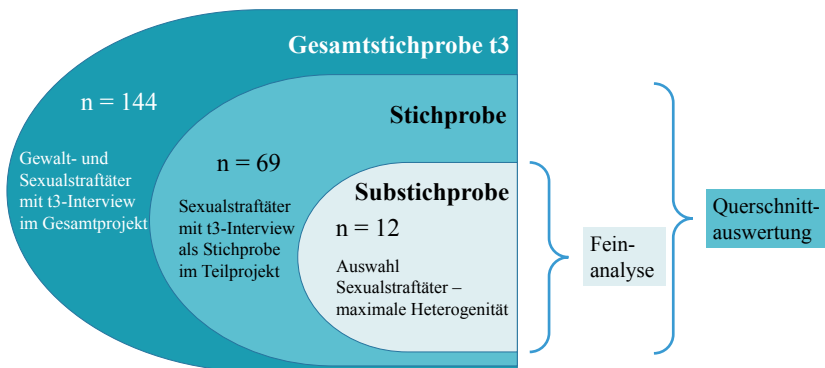 Gesamtstichprobe t3
n = 144
Gewalt- und
Sexualstraftäter
mit t3-Interview
im Gesamtprojekt
Stichprobe
n = 69
Sexualstraftäter
mit t3-Interview
als Stichprobe
im Teilprojekt
Substichprobe
n = 12
Auswahl
Sexualstraftäter –
maximale Heterogenität
Fein-
analyse
Querschnitt-
auswertung